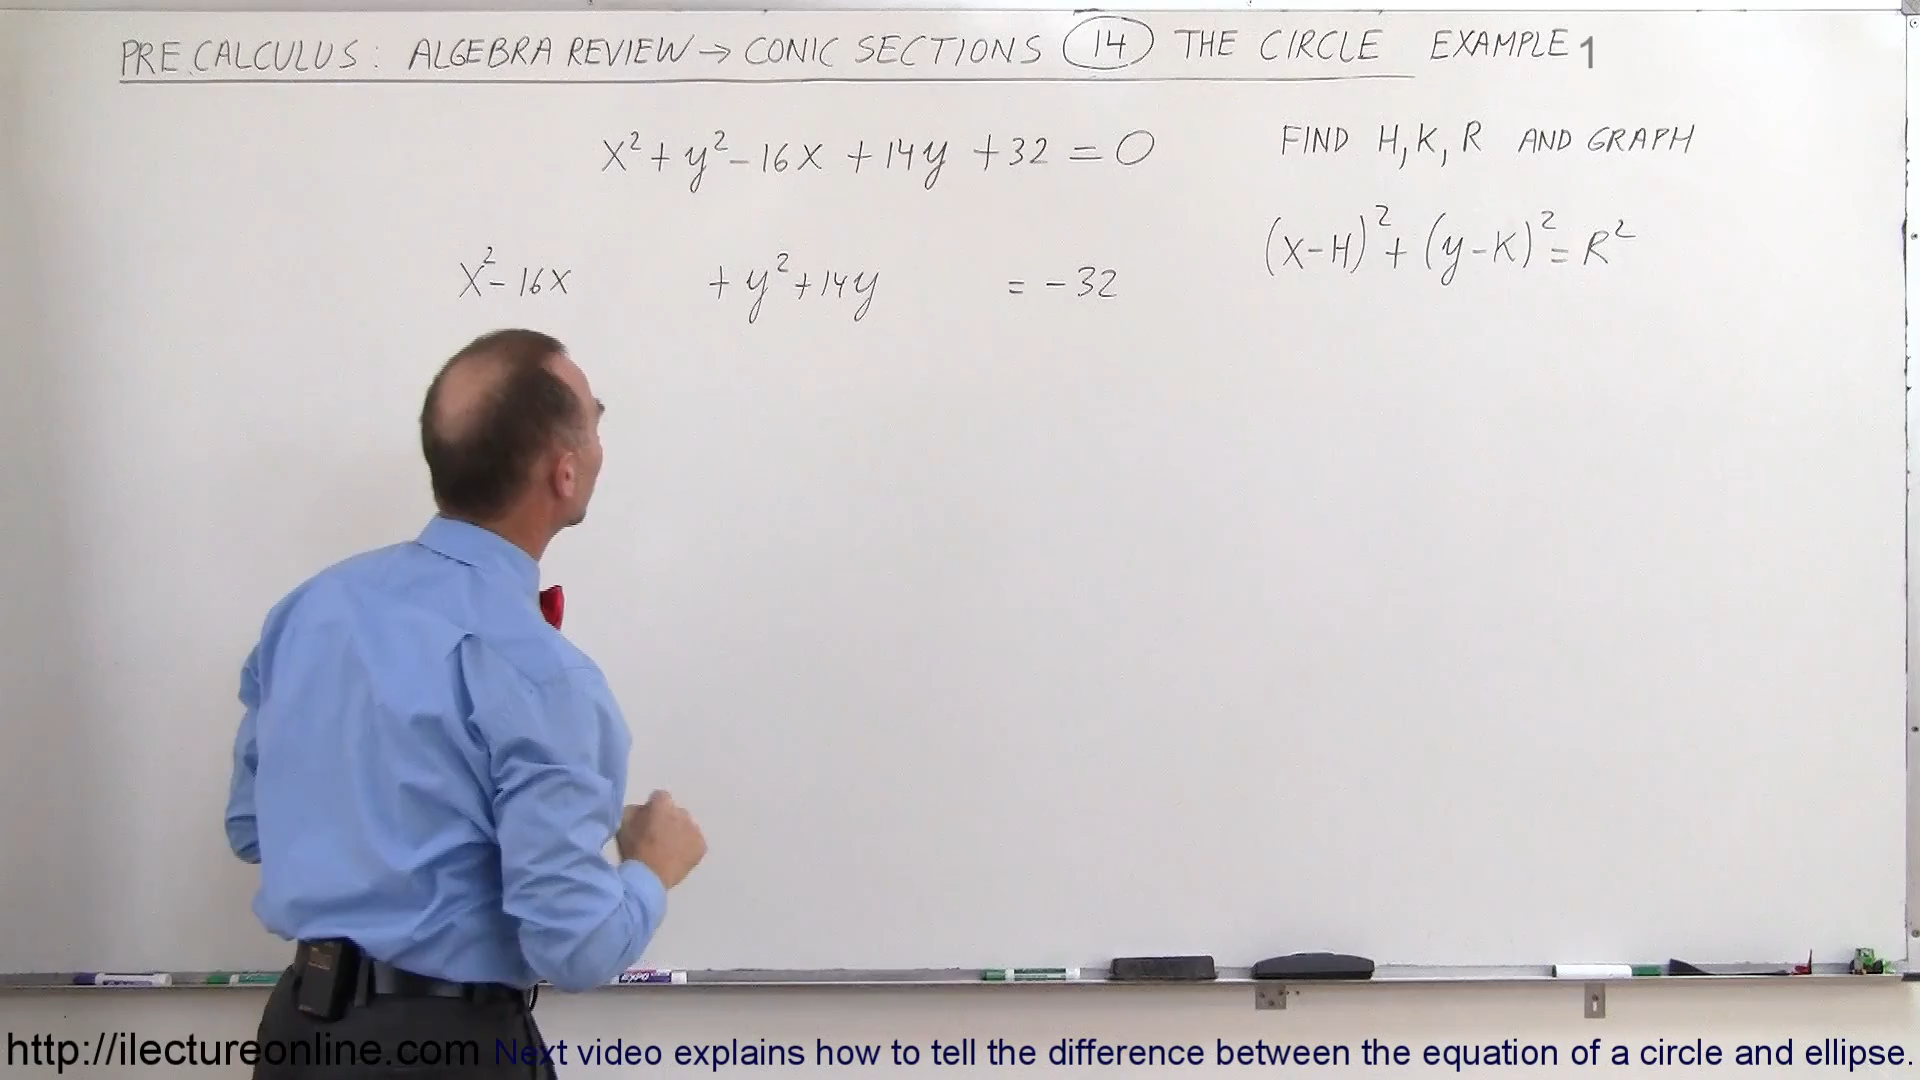 PRE CALCULUS: ALGEBRA REVIEW → CONIC SECTIONS 14 THE CIRCLE EXAMPLE 1
x² + y² - 16x + 14y + 32 = 0
FIND H, K, R AND GRAPH
(x-H)² + (y-K)² = R²
x² - 16x + y² + 14y = -32
EXPO
http://ilectureonline.com Next video explains how to tell the difference between the equation of a circle and ellipse.